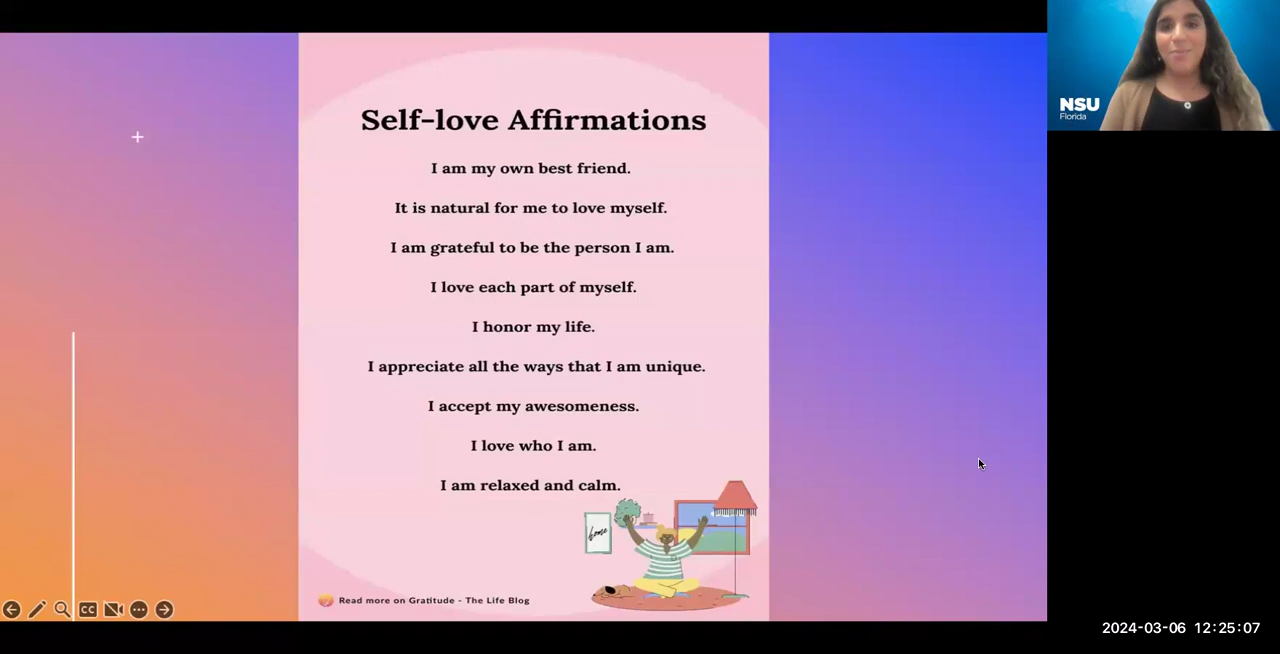 Self-love Affirmations
I am my own best friend.
It is natural for me to love myself.
I am grateful to be the person I am.
I love each part of myself.
I honor my life.
I appreciate all the ways that I am unique.
I accept my awesomeness.
I love who I am.
I am relaxed and calm.
home
Read more on Gratitude - The Life Blog
NSU
Florida
CC
2024-03-06 12:25:07